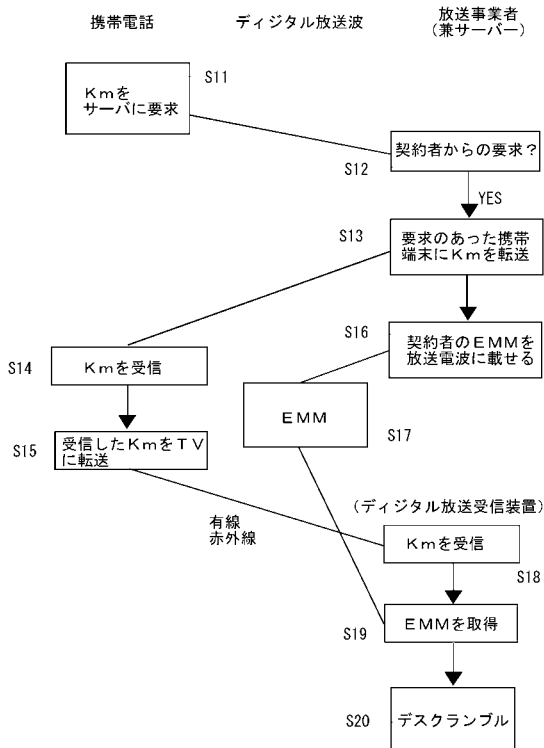 携帯電話
ディジタル放送波
放送事業者
(兼サーバー)
Kmを
サーバに要求
S11
契約者からの要求?
S12
YES
S13
要求のあった携帯
端末にKmを転送
S16
契約者のEMMを
放送電波に載せる
S14
Kmを受信
EMM
S17
S15
受信したKmをTV
に転送
有線
赤外線
(ディジタル放送受信装置)
Kmを受信
S18
S19
EMMを取得
S20
デスクランブル